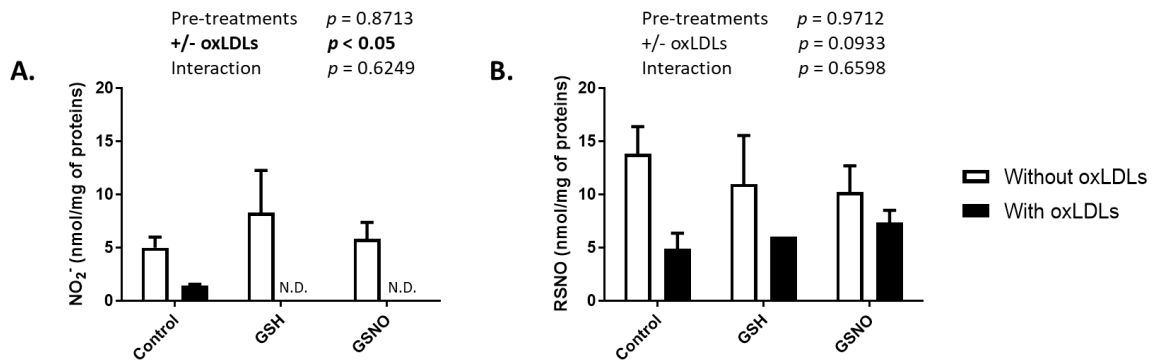 Pre-treatments p = 0.8713
+/- oxLDLs p < 0.05
Interaction p = 0.6249
A.
NO2- (nmol/mg of proteins)
20
15
10
5
0
N.D.
N.D.
Control
GSH
GSNO
Pre-treatments p = 0.9712
+/- oxLDLs p = 0.0933
Interaction p = 0.6598
B.
RSNO (nmol/mg of proteins)
20
15
10
5
0
Control
GSH
GSNO
Without oxLDLs
With oxLDLs